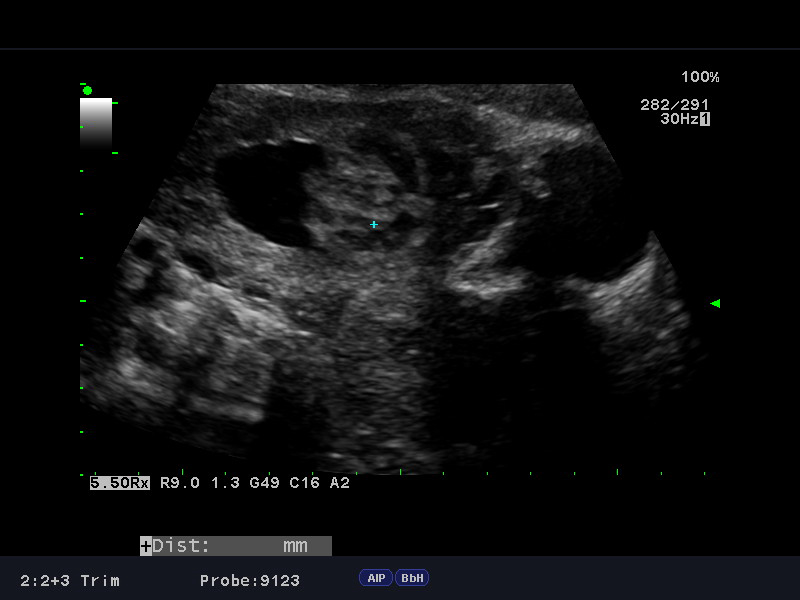 100%
282/291
30Hz1
5.50Rx R9.0 1.3 G49 C16 A2
+Dist: mm
2:2+3 Trim Probe:9123 AIP BbH